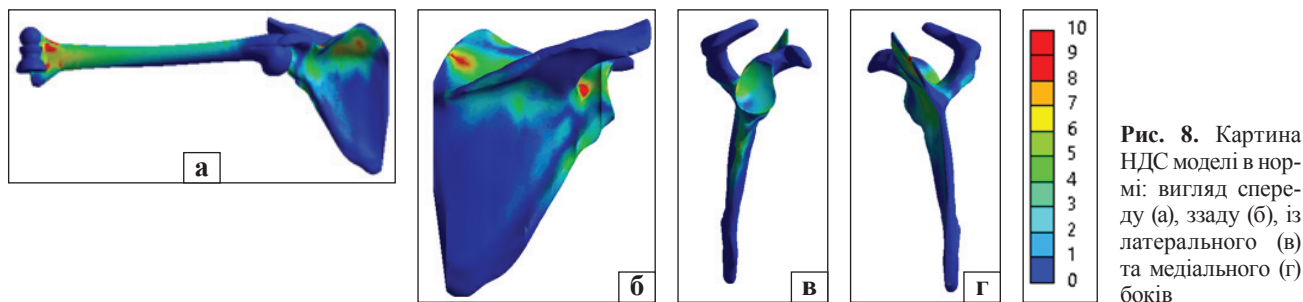 а
б
в
г
10
9
8
7
6
5
4
3
2
1
0
Рис. 8. Картина
НДС моделі в нор-
мі: вигляд спере-
ду (а), ззаду (б), із
латерального (в)
та медіального (г)
боків